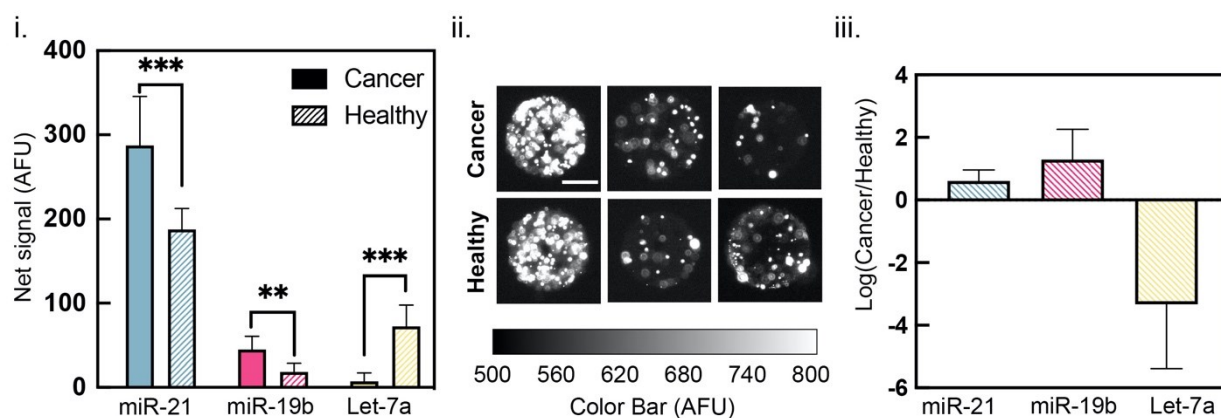 i.
400
300
200
100
0
Net signal (AFU)
***
**
***
Cancer
Healthy
miR-21
miR-19b
Let-7a
ii.
Cancer
Healthy
500 560 620 680 740 800
Color Bar (AFU)
iii.
4
2
0
-2
-4
-6
Log(Cancer/Healthy)
miR-21
miR-19b
Let-7a